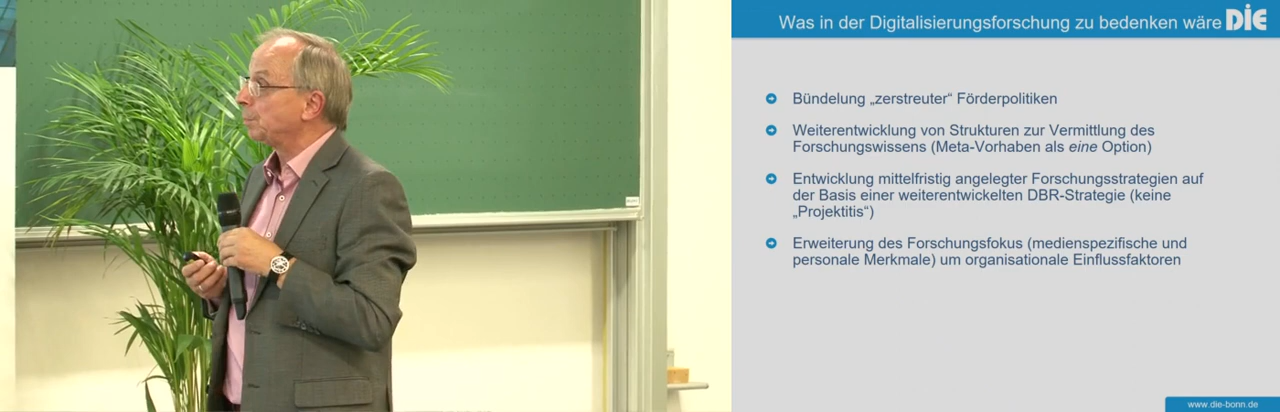 Was in der Digitalisierungsforschung zu bedenken wäre
DIE
Bündelung „zerstreuter“ Förderpolitiken
Weiterentwicklung von Strukturen zur Vermittlung des
Forschungswissens (Meta-Vorhaben als eine Option)
Entwicklung mittelfristig angelegter Forschungsstrategien auf
der Basis einer weiterentwickelten DBR-Strategie (keine
„Projektitis“)
Erweiterung des Forschungsfokus (medienspezifische und
personale Merkmale) um organisationale Einflussfaktoren
www.die-bonn.de